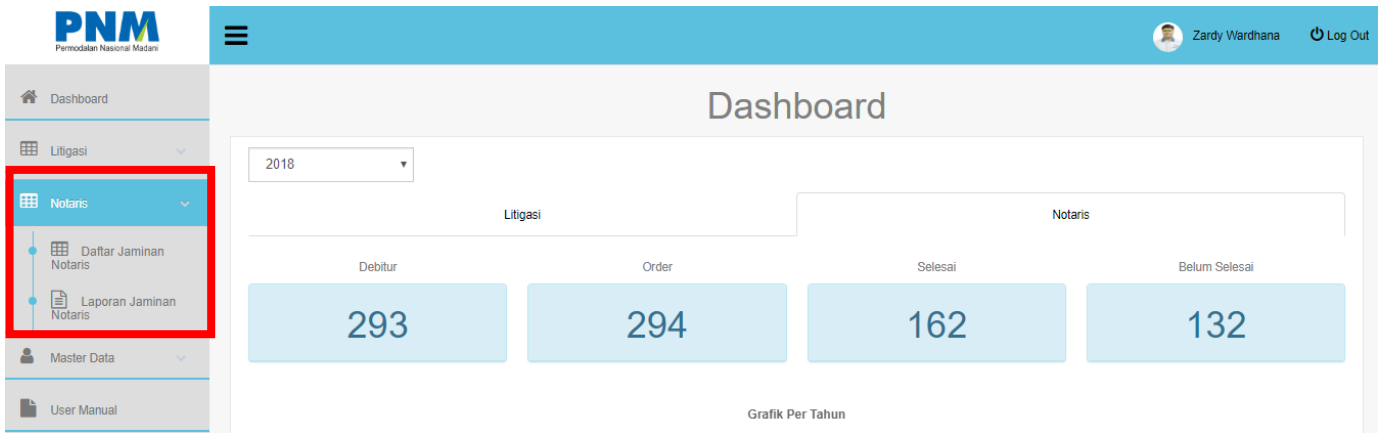 PNM
Permodalan Nasional Madani
Zardy Wardhana
Log Out
Dashboard
Litigasi
Notaris
Daftar Jaminan
Notaris
Laporan Jaminan
Notaris
Master Data
User Manual
Dashboard
2018
Litigasi Notaris
Debitur Order Selesai Belum Selesai
293 294 162 132
Grafik Per Tahun